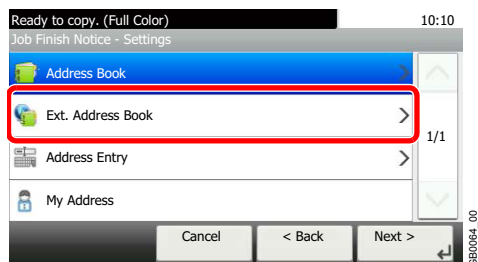 Ready to copy. (Full Color) 10:10
Job Finish Notice - Settings
Address Book
Ext. Address Book
1/1
Address Entry
My Address
Cancel < Back Next >